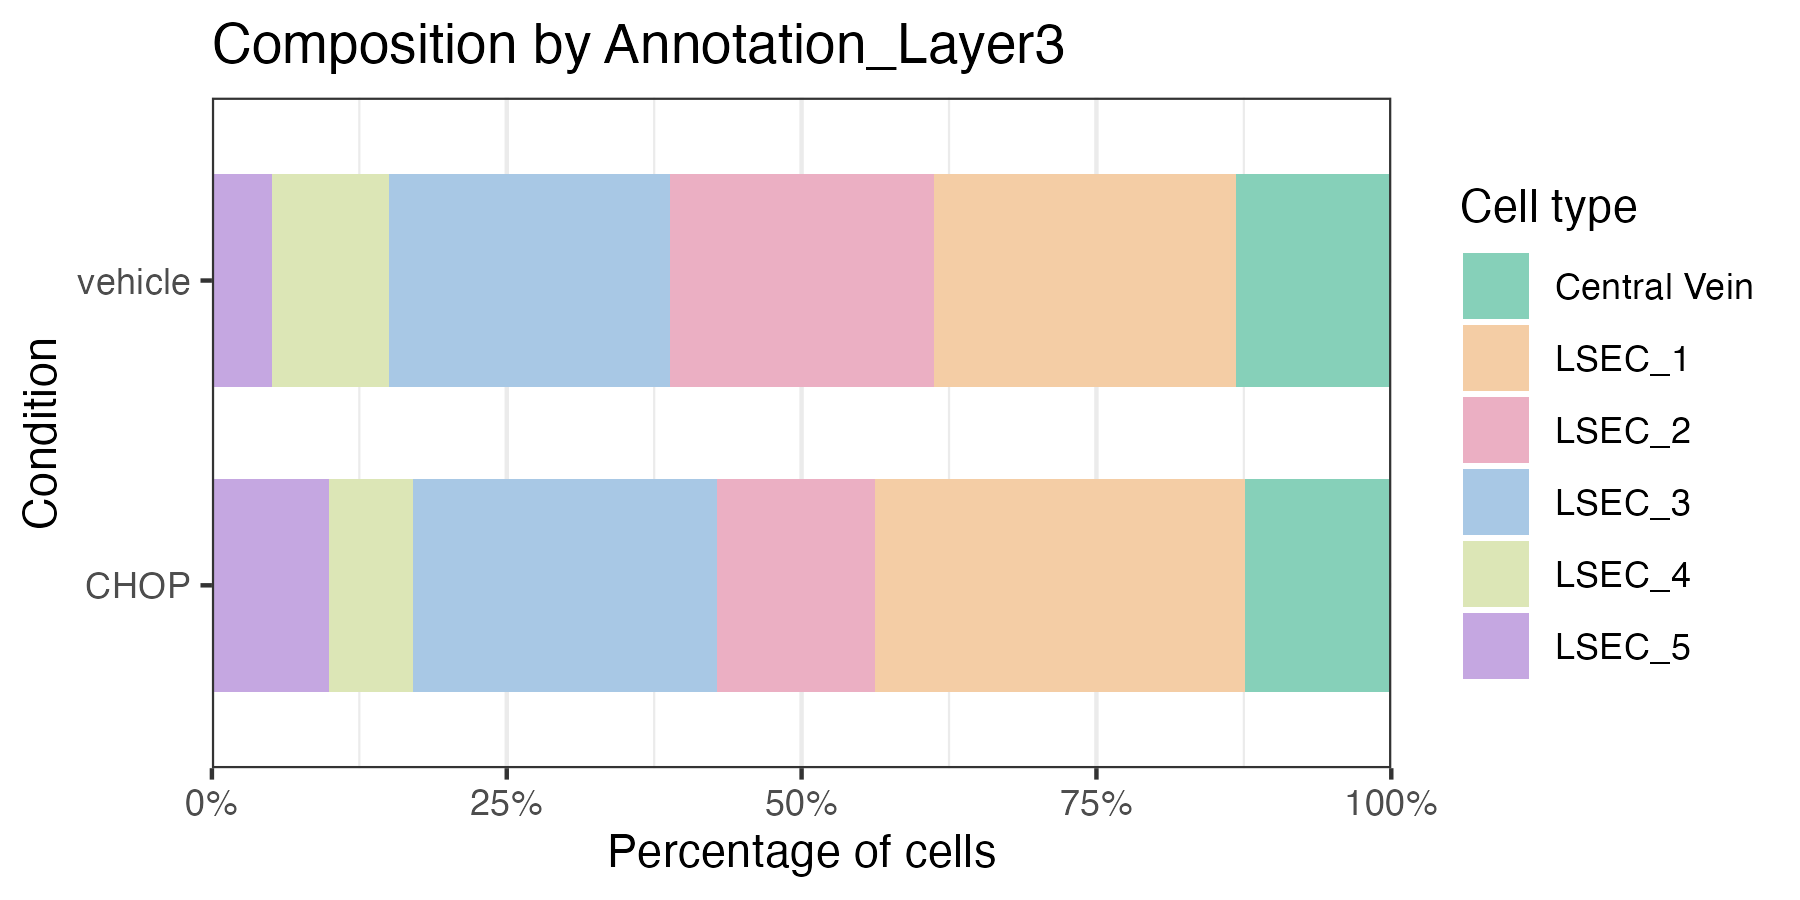 Composition by Annotation_Layer3
Condition
vehicle
CHOP
0% 25% 50% 75% 100%
Percentage of cells
Cell type
Central Vein
LSEC_1
LSEC_2
LSEC_3
LSEC_4
LSEC_5